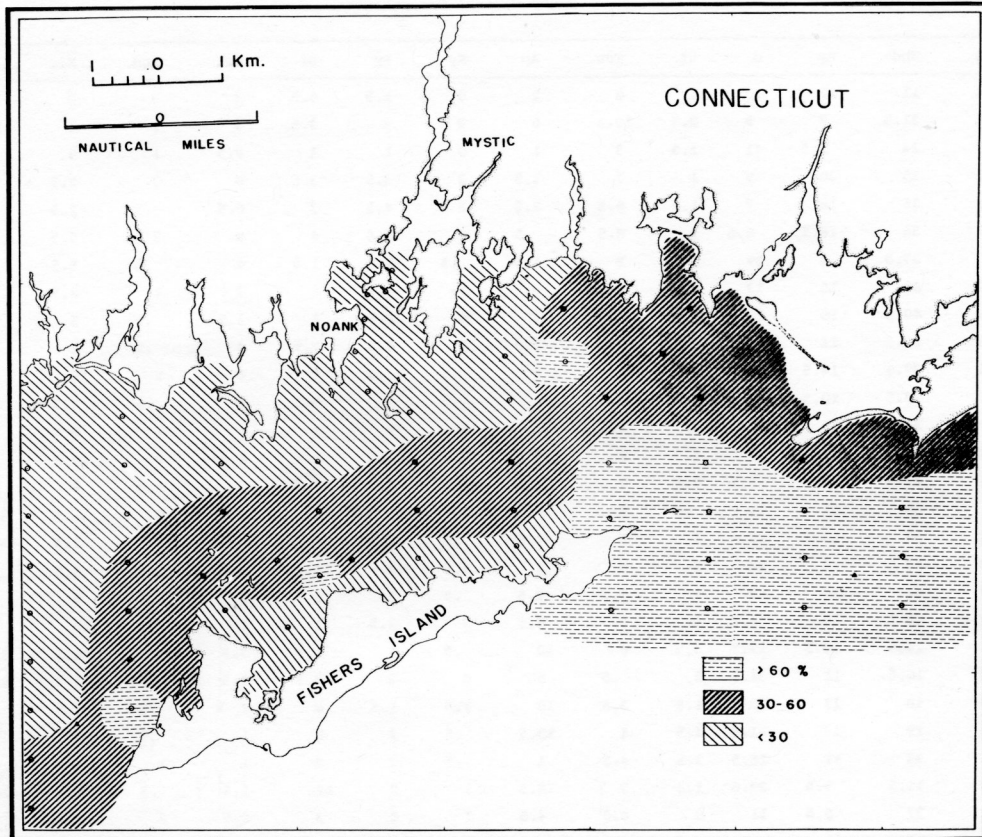 1 0 1 Km.
0
NAUTICAL MILES
CONNECTICUT
MYSTIC
NOANK
FISHERS ISLAND
>60 %
30-60
<30